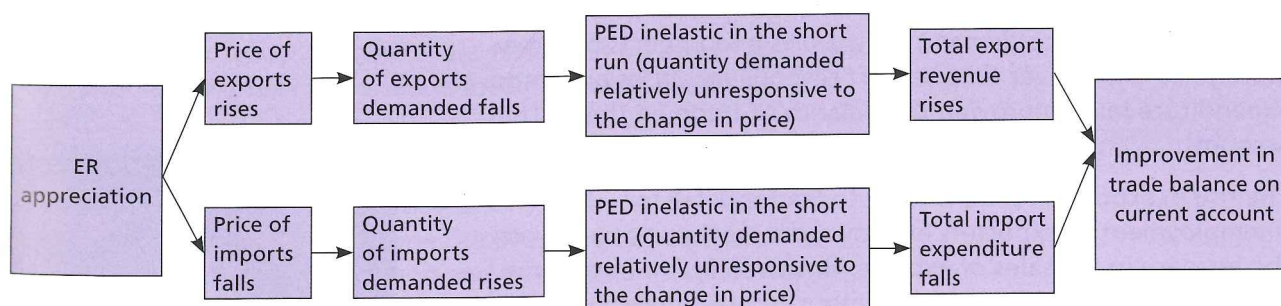 ER
appreciation
Price of
exports
rises
Quantity
of exports
demanded falls
PED inelastic in the short
run (quantity demanded
relatively unresponsive to
the change in price)
Total export
revenue
rises
Price of
imports
falls
Quantity
of imports
demanded rises
PED inelastic in the short
run (quantity demanded
relatively unresponsive to
the change in price)
Total import
expenditure
falls
Improvement in
trade balance on
current account